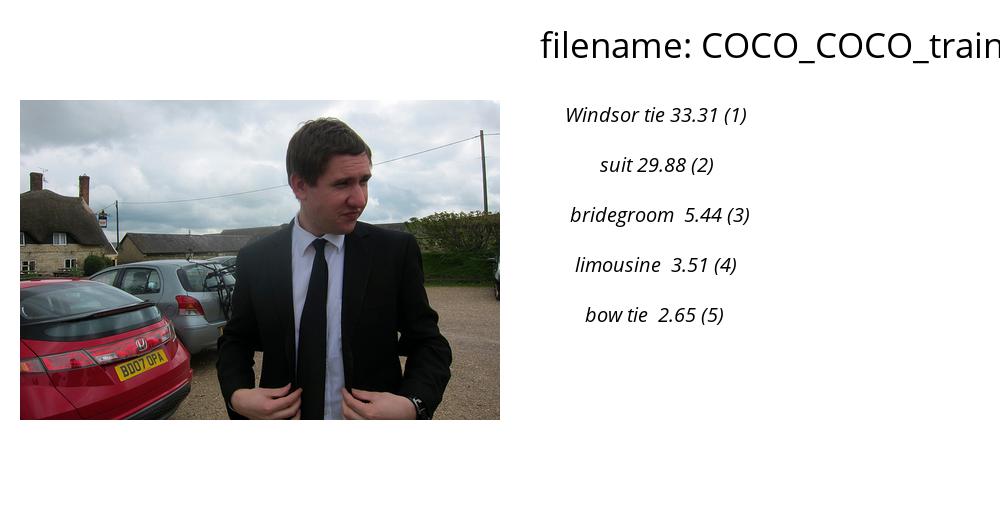 filename: COCO_COCO_train
Windsor tie 33.31 (1)
suit 29.88 (2)
bridegroom 5.44 (3)
limousine 3.51 (4)
bow tie 2.65 (5)
BD07 OPA